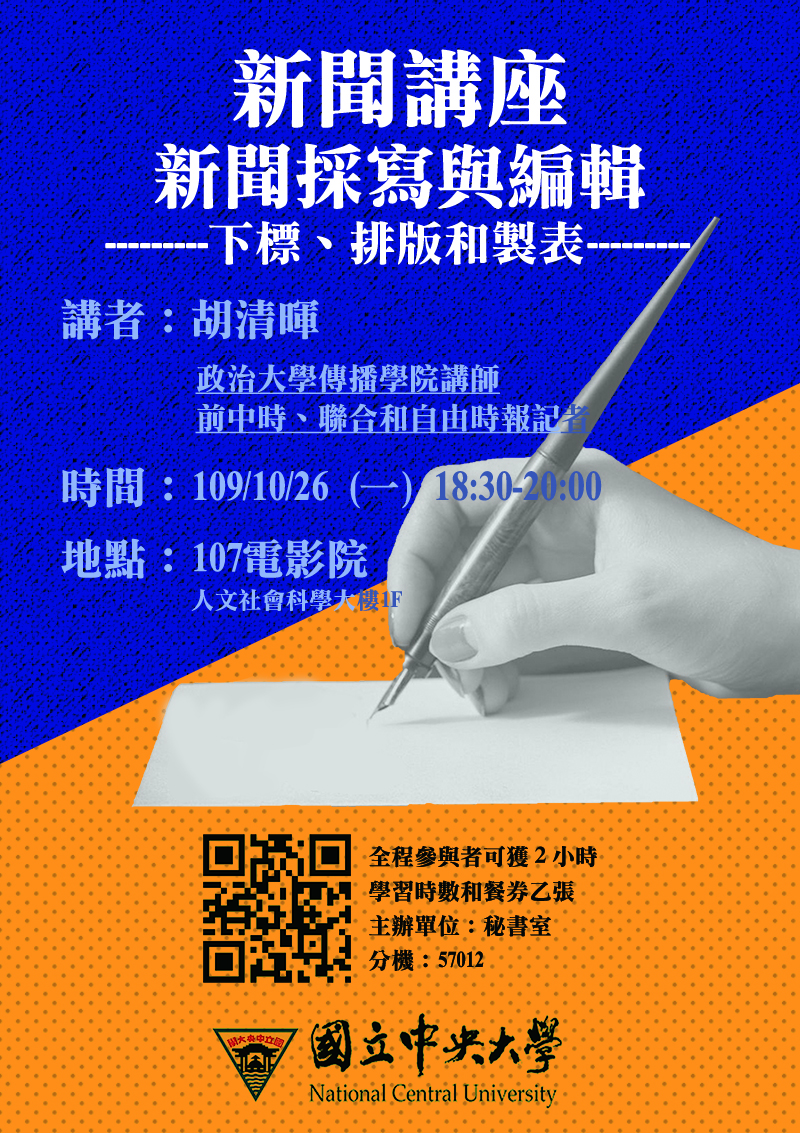 新聞講座
新聞採寫與編輯
---------下標、排版和製表---------
講者：胡清暉
政治大學傳播學院講師
前中時、聯合和自由時報記者
時間：109/10/26 (一) 18:30-20:00
地點：107電影院
人文社會科學大樓1F
全程參與者可獲 2 小時
學習時數和餐券乙張
主辦單位：秘書室
分機：57012
學大央中立國
國立中央大學
National Central University